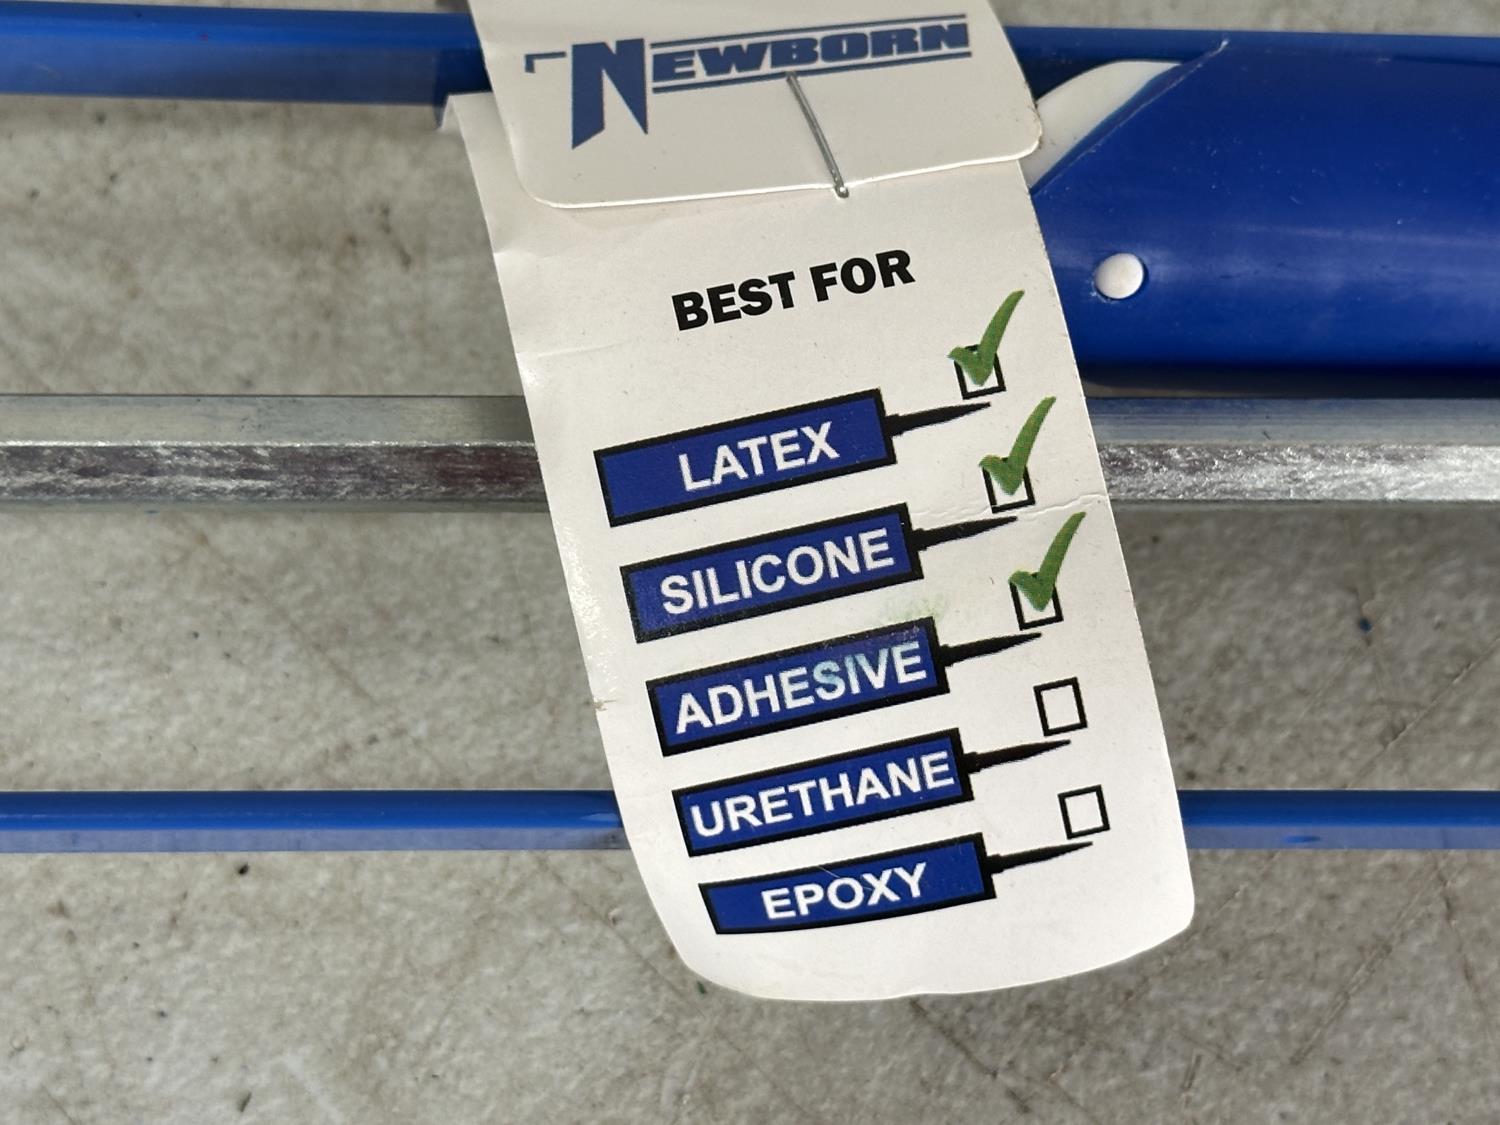 NEWBORN
BEST FOR
LATEX
SILICONE
ADHESIVE
URETHANE
EPOXY